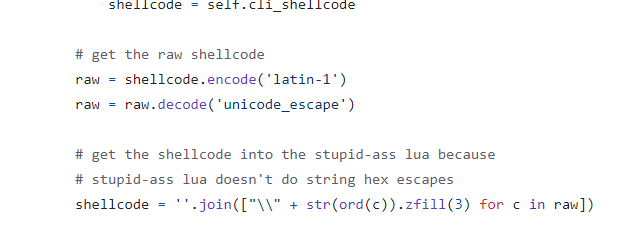 shellcode = self.cli_shellcode
# get the raw shellcode
raw = shellcode.encode('latin-1')
raw = raw.decode('unicode_escape')
# get the shellcode into the stupid-ass lua because
# stupid-ass lua doesn't do string hex escapes
shellcode = ''.join(["\\" + str(ord(c)).zfill(3) for c in raw])